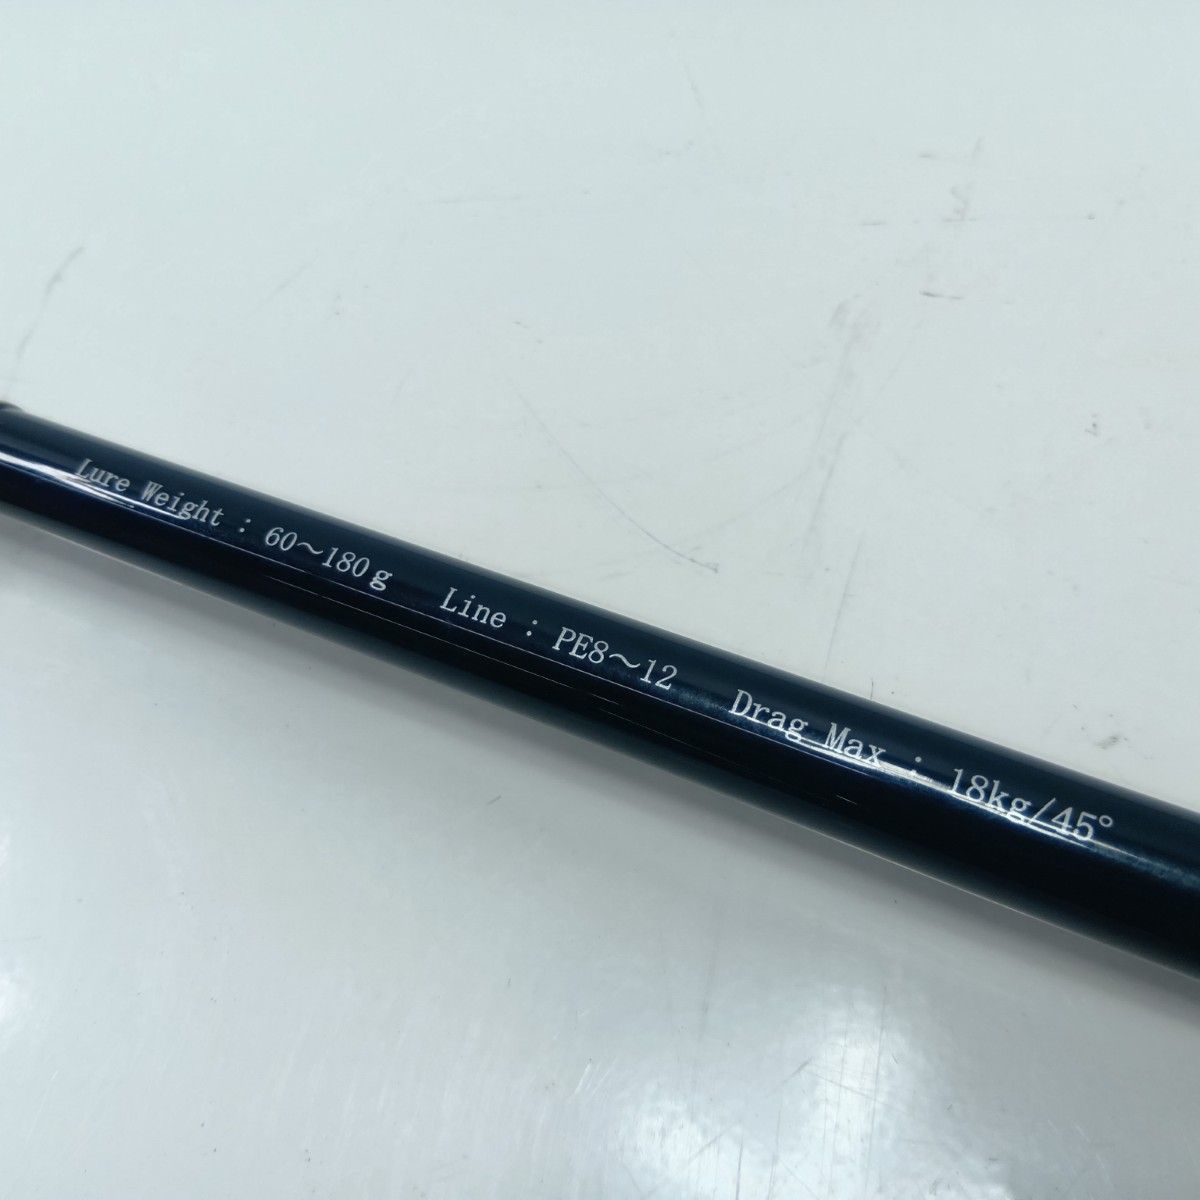 Lure Weight : 60～180g Line : PE8～12 Drag Max : 18kg/45°